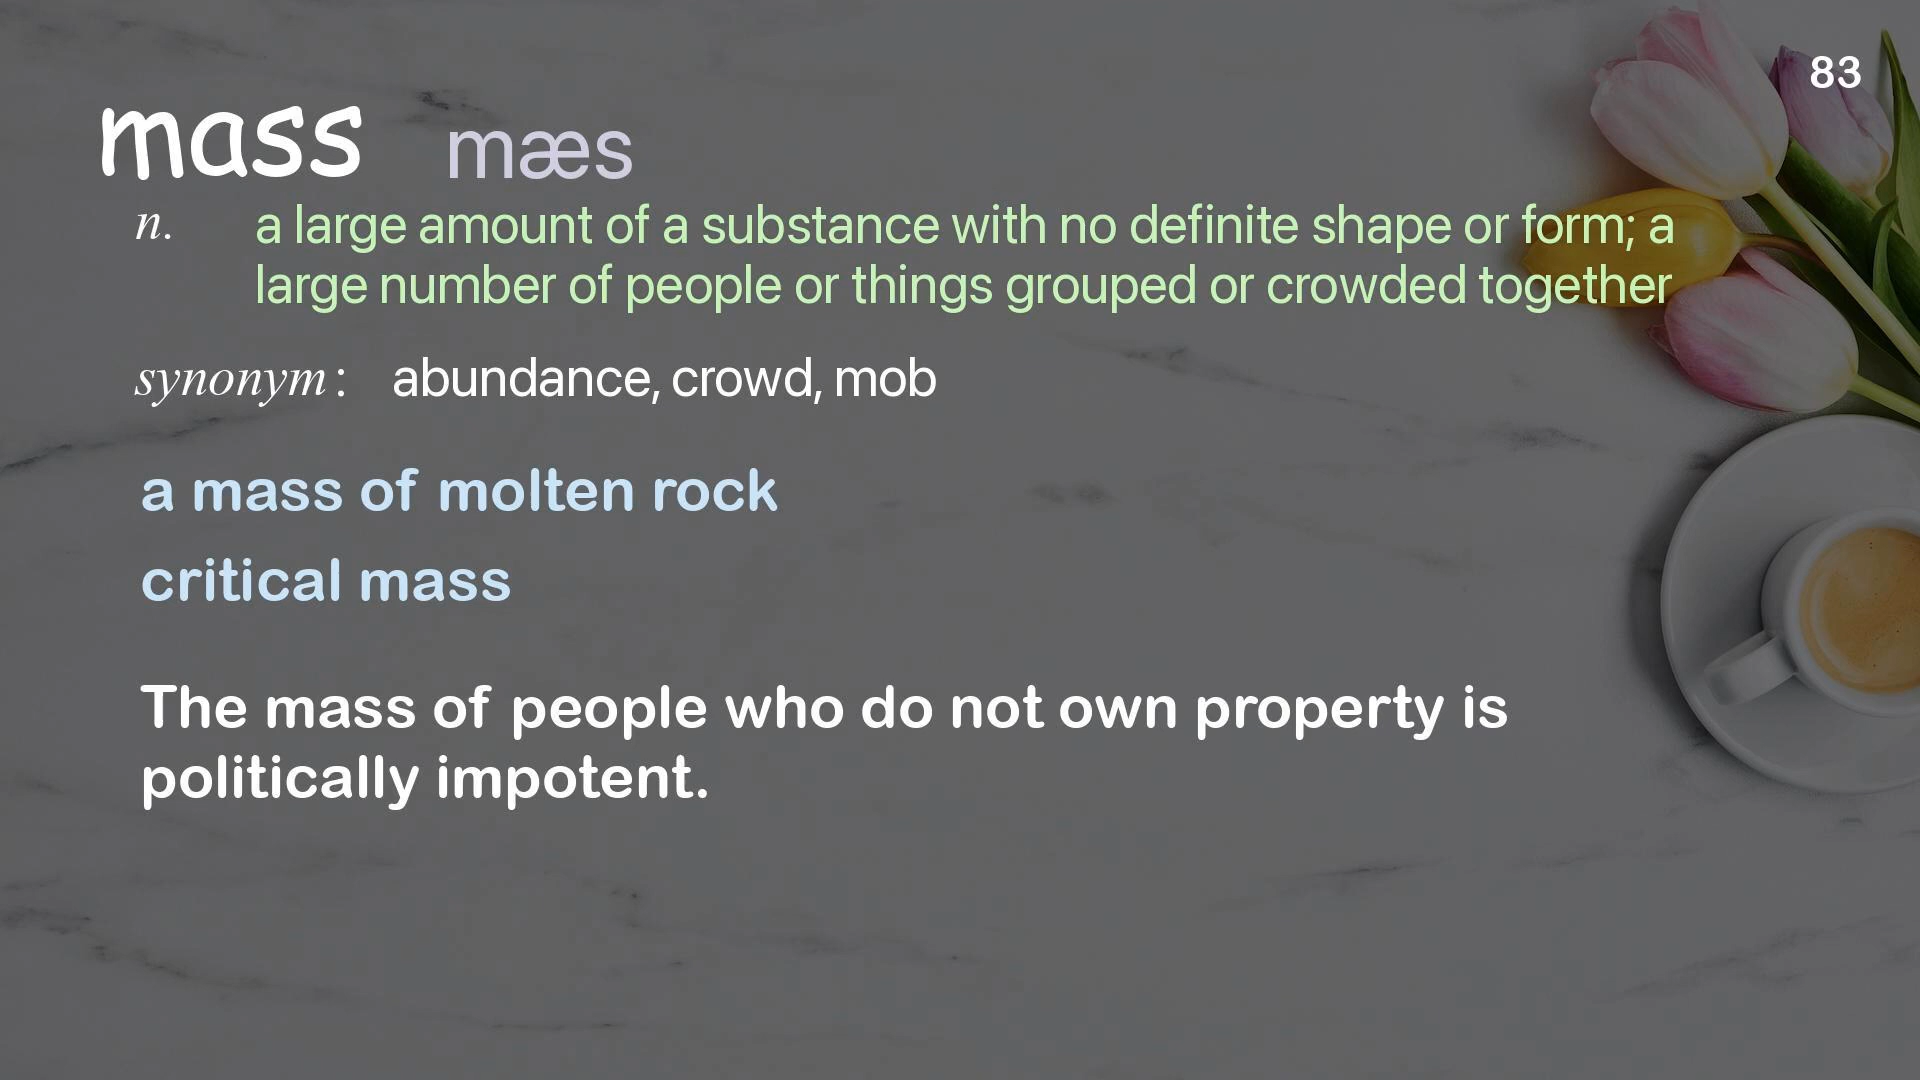 83
mass mæs
n. a large amount of a substance with no definite shape or form; a
large number of people or things grouped or crowded together
synonym: abundance, crowd, mob
a mass of molten rock
critical mass
The mass of people who do not own property is
politically impotent.